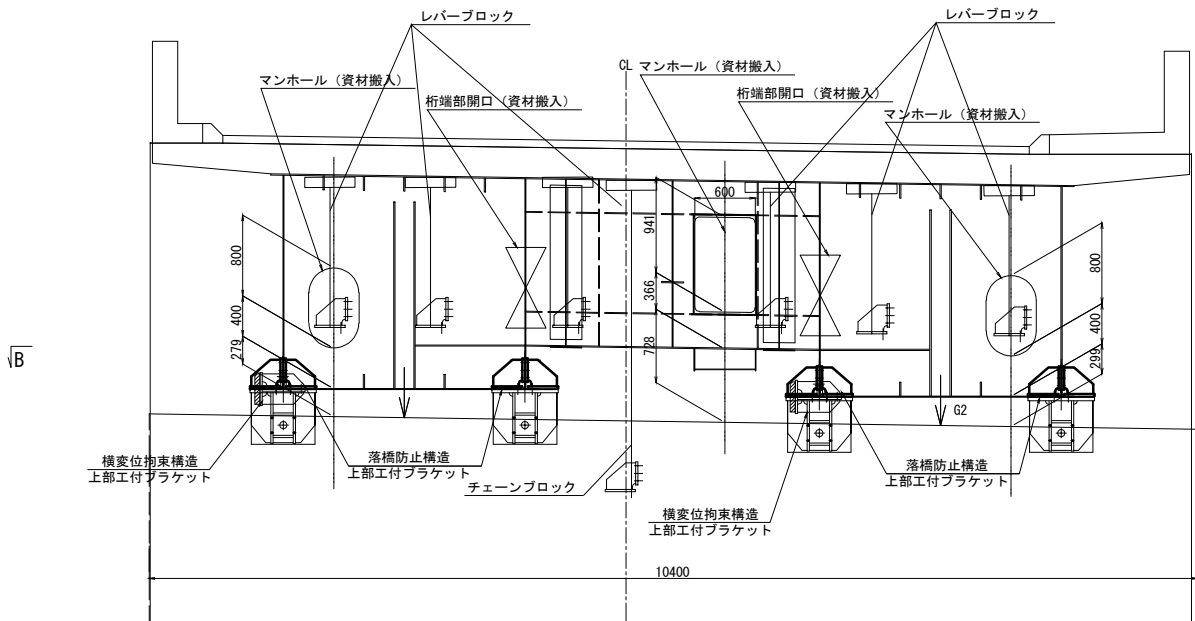 レバーブロック
レバーブロック
マンホール（資材搬入）
CL マンホール（資材搬入）
桁端部開口（資材搬入）
桁端部開口（資材搬入）
マンホール（資材搬入）
600
941
800
800
366
400
400
279
728
299
B
G2
横変位拘束構造
上部工付ブラケット
落橋防止構造
上部工付ブラケット
チェーンブロック
落橋防止構造
上部工付ブラケット
横変位拘束構造
上部工付ブラケット
10400